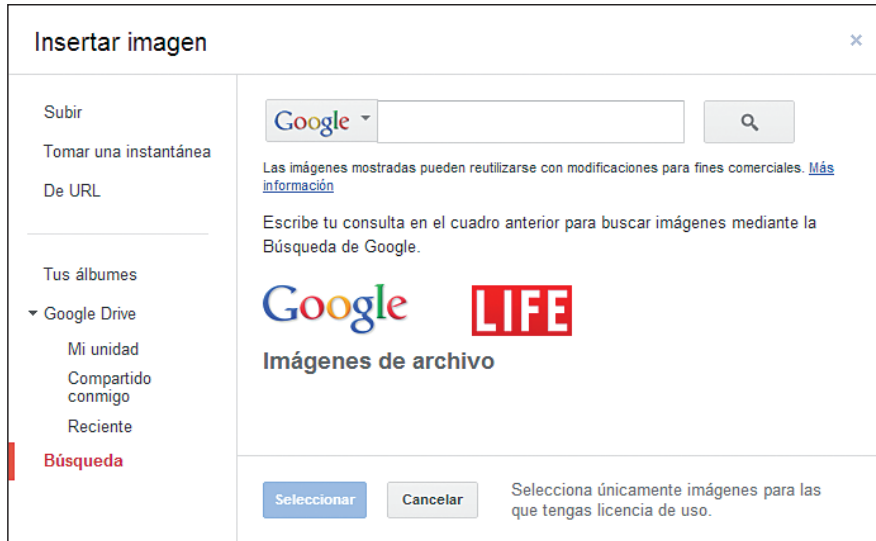 Insertar imagen
×
Subir
Tomar una instantánea
De URL
Tus álbumes
Google Drive
Mi unidad
Compartido
conmigo
Reciente
Búsqueda
Google
Las imágenes mostradas pueden reutilizarse con modificaciones para fines comerciales. Más
información
Escribe tu consulta en el cuadro anterior para buscar imágenes mediante la
Búsqueda de Google.
Google LIFE
Imágenes de archivo
Seleccionar Cancelar
Selecciona únicamente imágenes para las
que tengas licencia de uso.